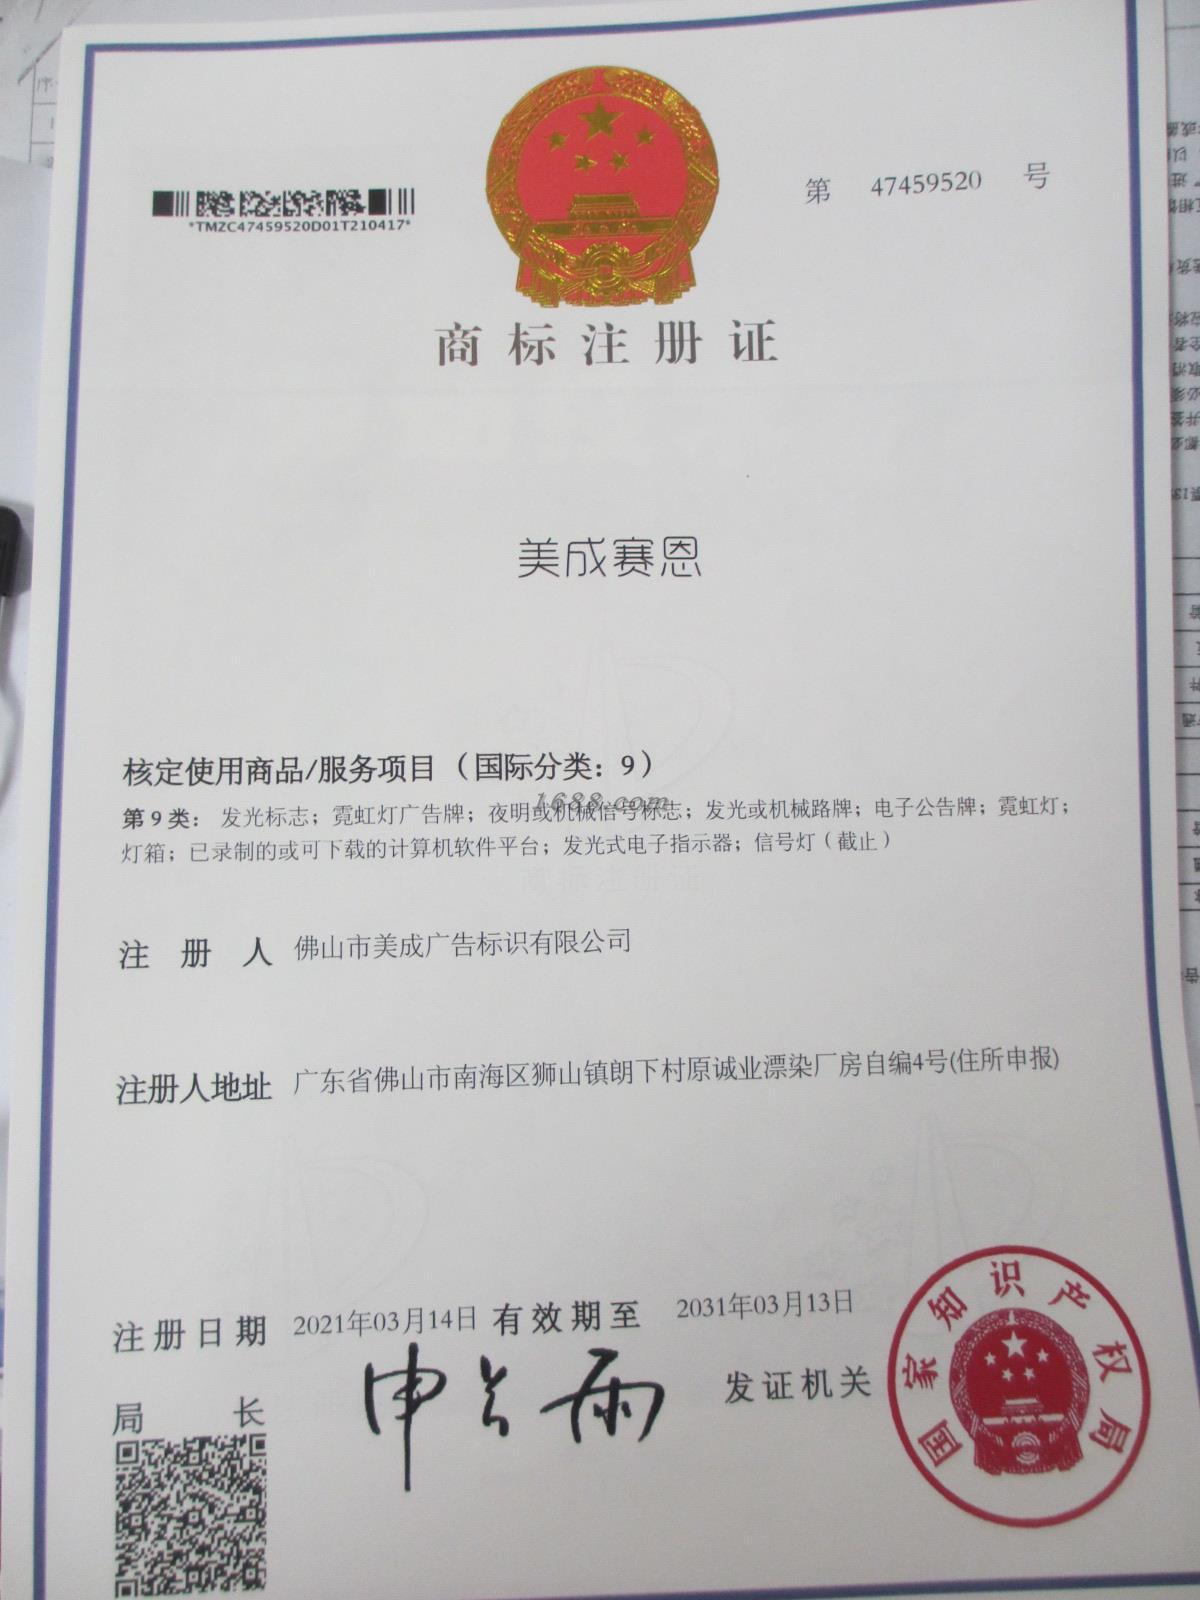 第 47459520 号
*TMZC47459520D01T210417*
商标注册证
美成赛恩
核定使用商品/服务项目（国际分类：9）
1688.com
第9类：发光标志；霓虹灯广告牌；夜明或机械信号标志；发光或机械路牌；电子公告牌；霓虹灯；
灯箱；已录制的或可下载的计算机软件平台；发光式电子指示器；信号灯（截止）
商标注册证
注册人 佛山市美成广告标识有限公司
注册人地址 广东省佛山市南海区狮山镇朗下村原诚业漂染厂房自编4号(住所申报)
注册日期 2021年03月14日 有效期至 2031年03月13日
局长 申长雨 发证机关
国家知识产权局